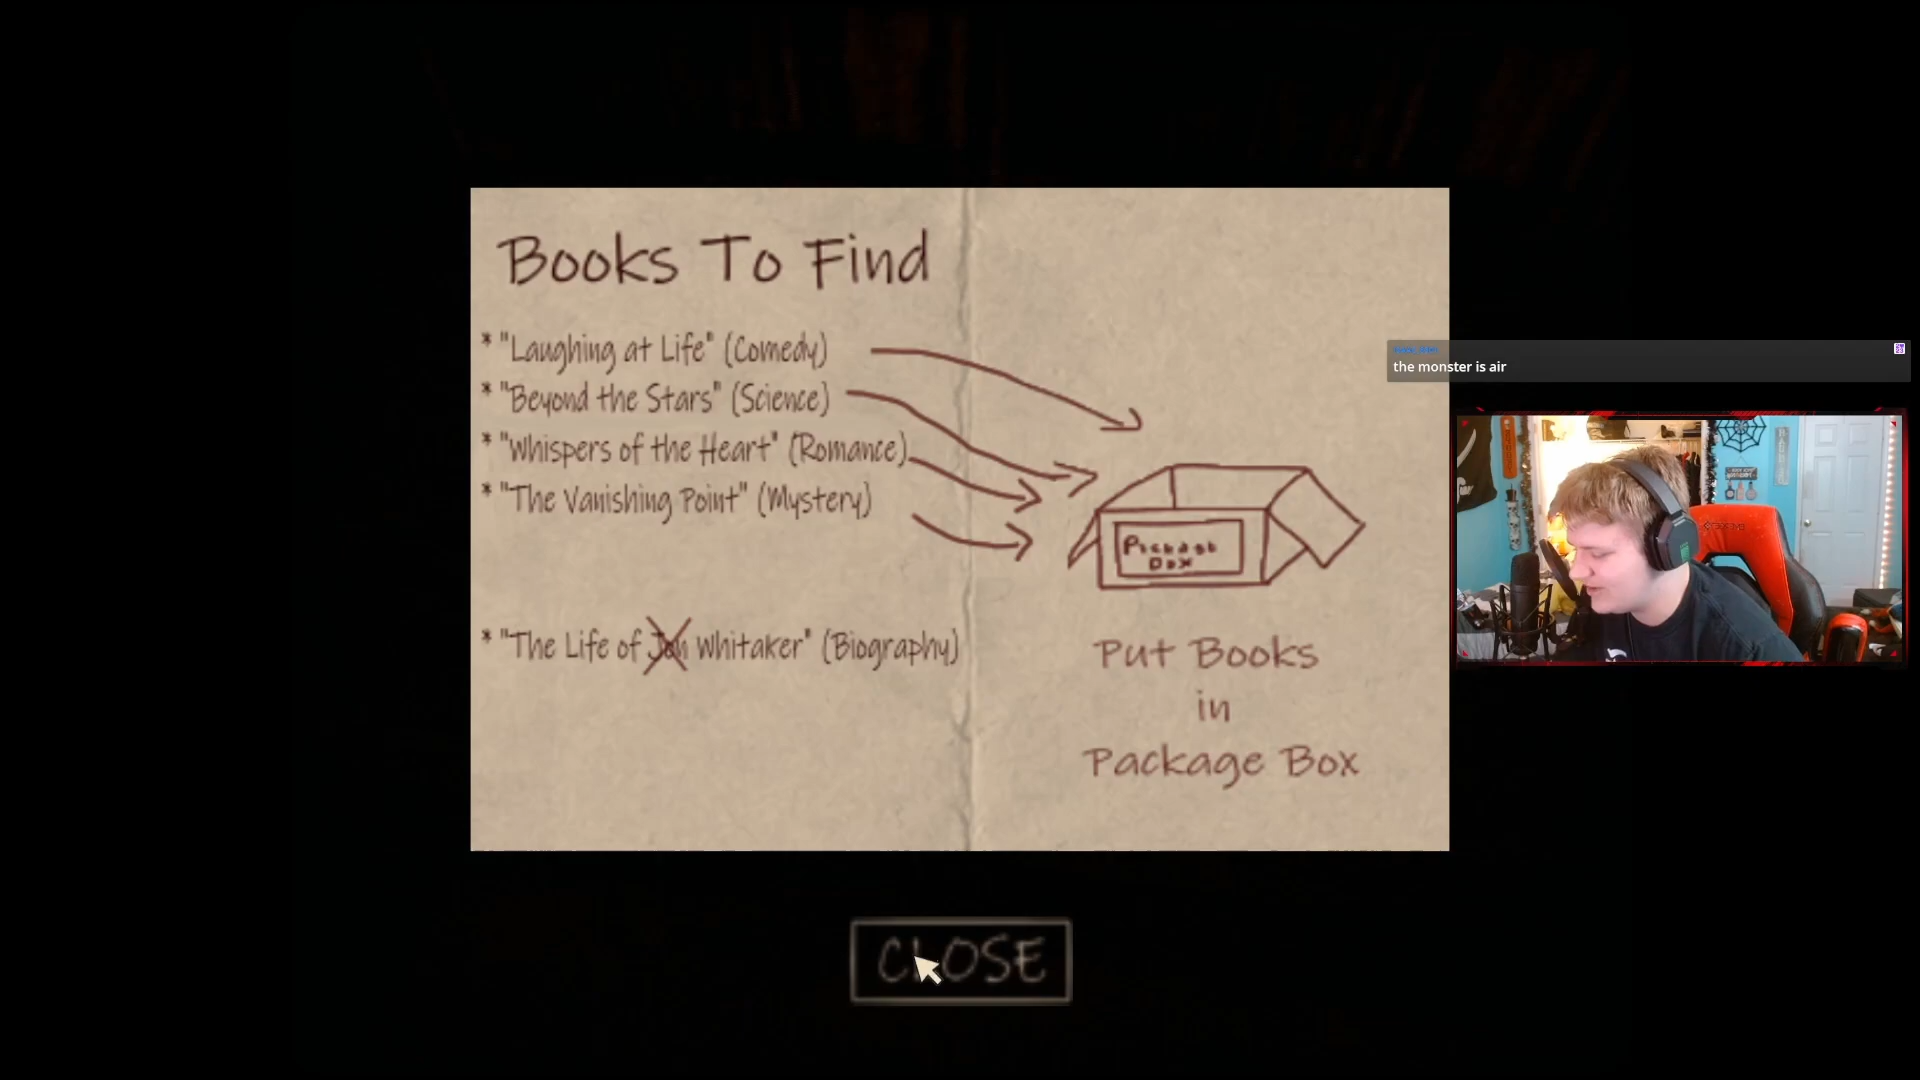 Books To Find
* "Laughing at Life" (Comedy)
* "Beyond the Stars" (Science)
* "Whispers of the Heart" (Romance)
* "The Vanishing Point" (Mystery)
* "The Life of Jon Whitaker" (Biography)
Package
Box
Put Books
in
Package Box
CLOSE
the monster is air